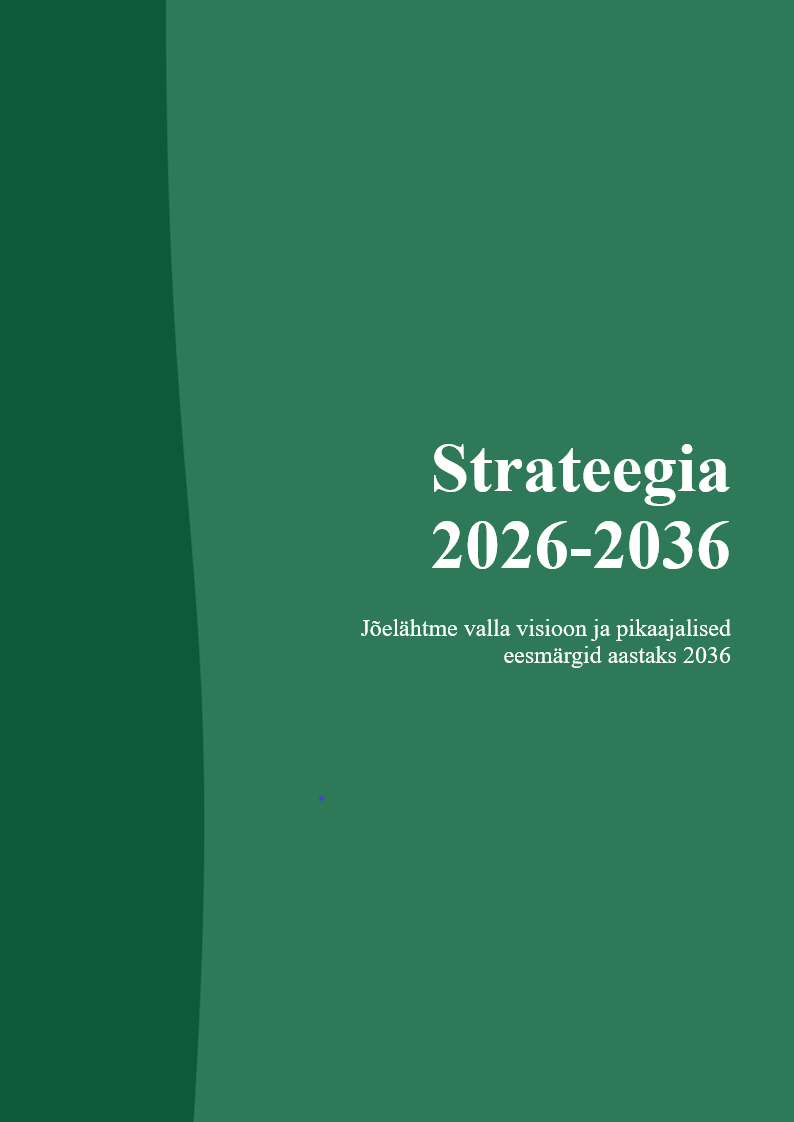 Strateegia
2026-2036
Jõelähtme valla visioon ja pikaajalised
eesmärgid aastaks 2036